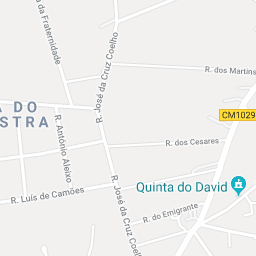 da Fraternidade
R. José da Cruz Coelho
R. dos Martins
A DO
STRA
CM1029
R. António Aleixo
R. dos Cesares
Quinta do David
R. Luís de Camões
R. José da Cruz Coelho
R. do Emigrante